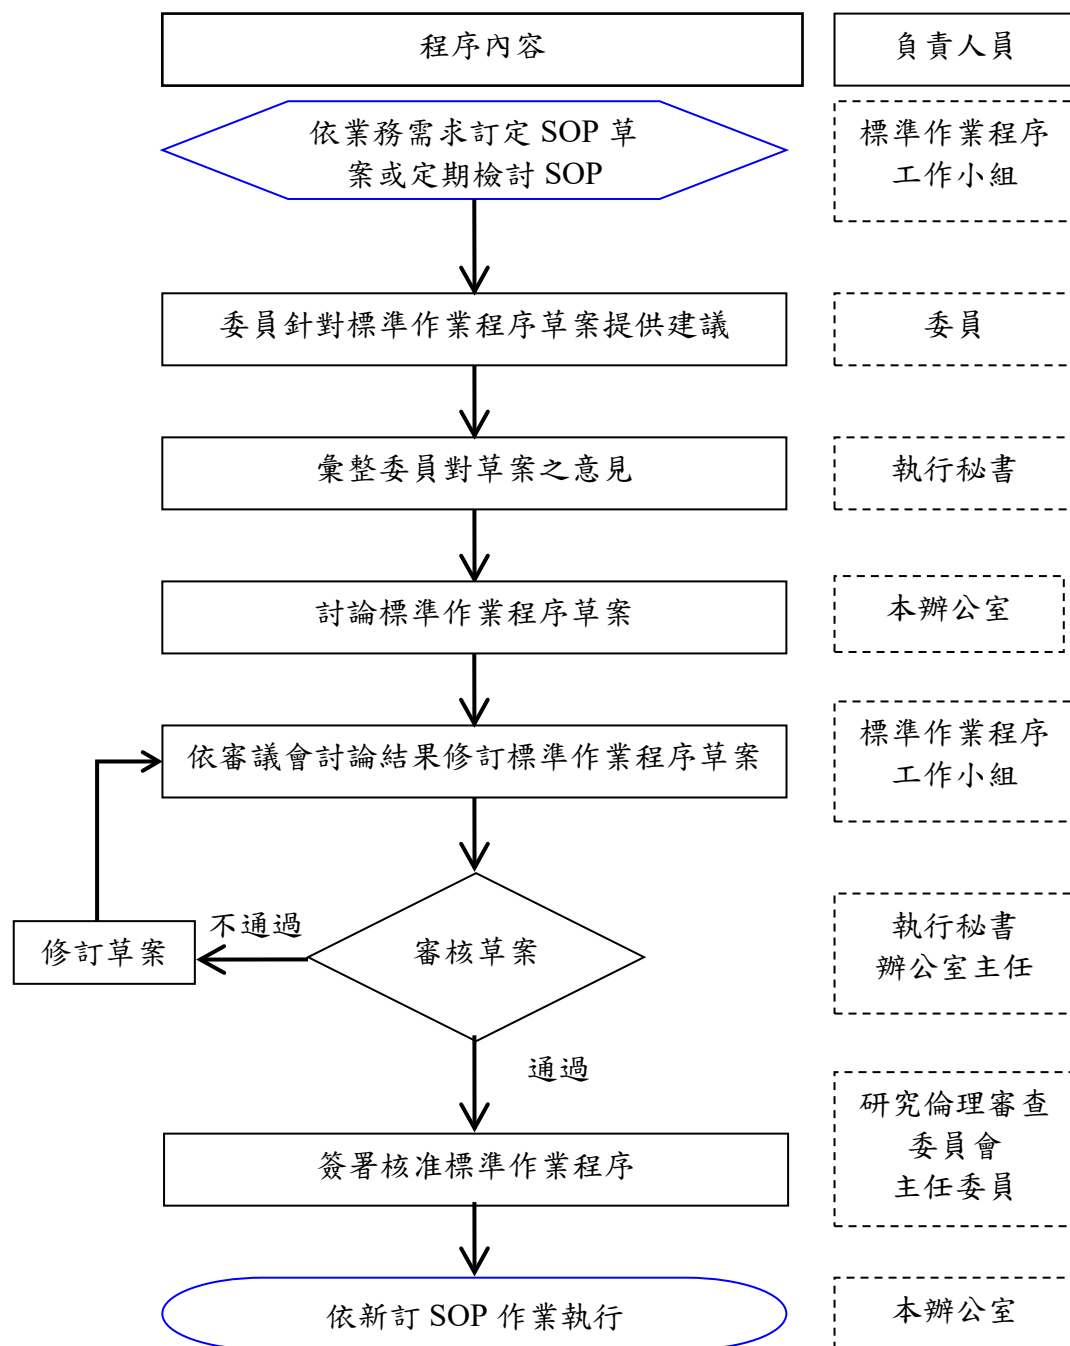 程序內容
負責人員
依業務需求訂定 SOP 草
案或定期檢討 SOP
標準作業程序
工作小組
委員針對標準作業程序草案提供建議
委員
彙整委員對草案之意見
執行秘書
討論標準作業程序草案
本辦公室
依審議會討論結果修訂標準作業程序草案
標準作業程序
工作小組
修訂草案
不通過
審核草案
執行秘書
辦公室主任
通過
簽署核准標準作業程序
研究倫理審查
委員會
主任委員
依新訂 SOP 作業執行
本辦公室